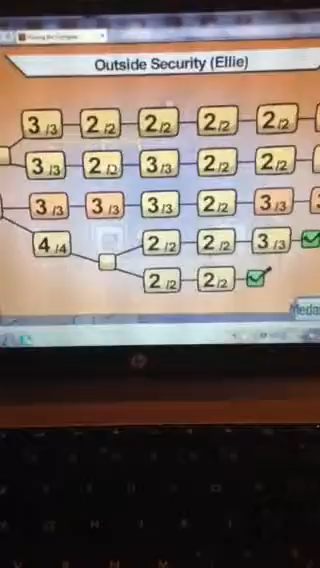 Outside Security (Ellie)
3/3 2/2 2/2 2/2 2/2
3/3 2/2 3/3 2/2 2/2
3/3 3/3 3/3 2/2 3/3
4/4 2/2 2/2 3/3
2/2 2/2
Medas
hp